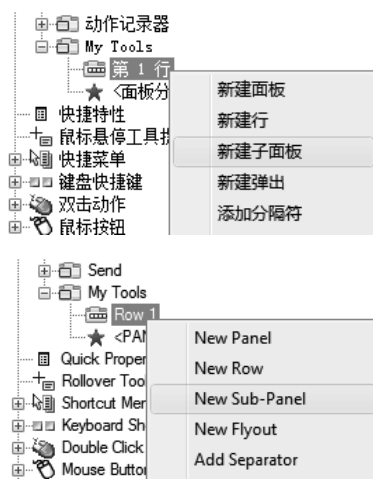 动作记录器
My Tools
第 1 行
<面板分
快捷特性
鼠标悬停工具
快捷菜单
键盘快捷键
双击动作
鼠标按钮
新建面板
新建行
新建子面板
新建弹出
添加分隔符
Send
My Tools
Row 1
<PAN
Quick Proper
Rollover Too
Shortcut Mer
Keyboard Sh
Double Click
Mouse Butto
New Panel
New Row
New Sub-Panel
New Flyout
Add Separator